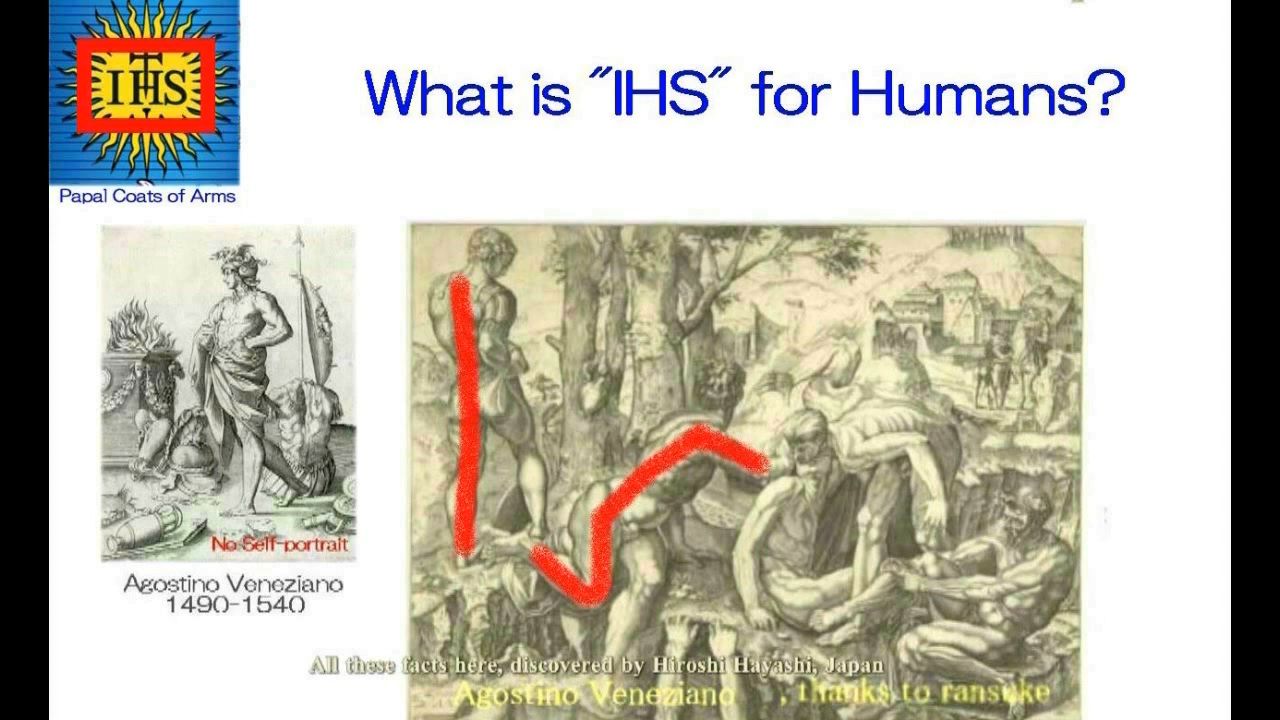 What is "IHS" for Humans?
IHS
Papal Coats of Arms
No Self-portrait
Agostino Veneziano
1490-1540
All these facts here, discovered by Hiroshi Hayashi, Japan
Agostino Veneziano , thanks to ransuke